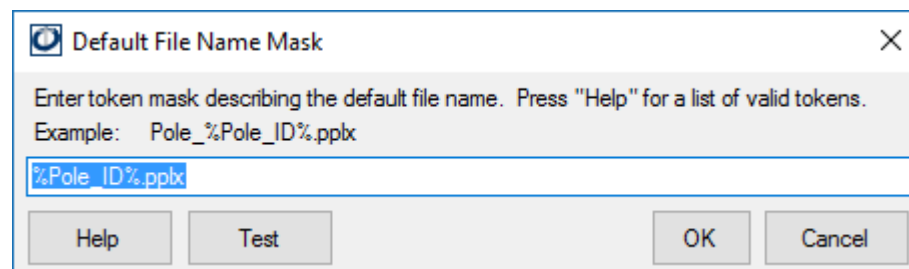 Default File Name Mask
Enter token mask describing the default file name.  Press "Help" for a list of valid tokens.
Example:    Pole_%Pole_ID%.pplx
%Pole_ID%.pplx
Help    Test    OK    Cancel